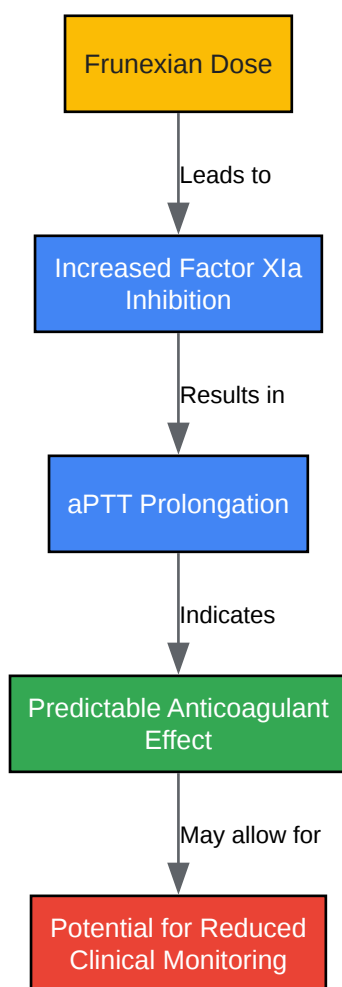 Frunexian Dose
Leads to
Increased Factor XIa
Inhibition
Results in
aPTT Prolongation
Indicates
Predictable Anticoagulant
Effect
May allow for
Potential for Reduced
Clinical Monitoring